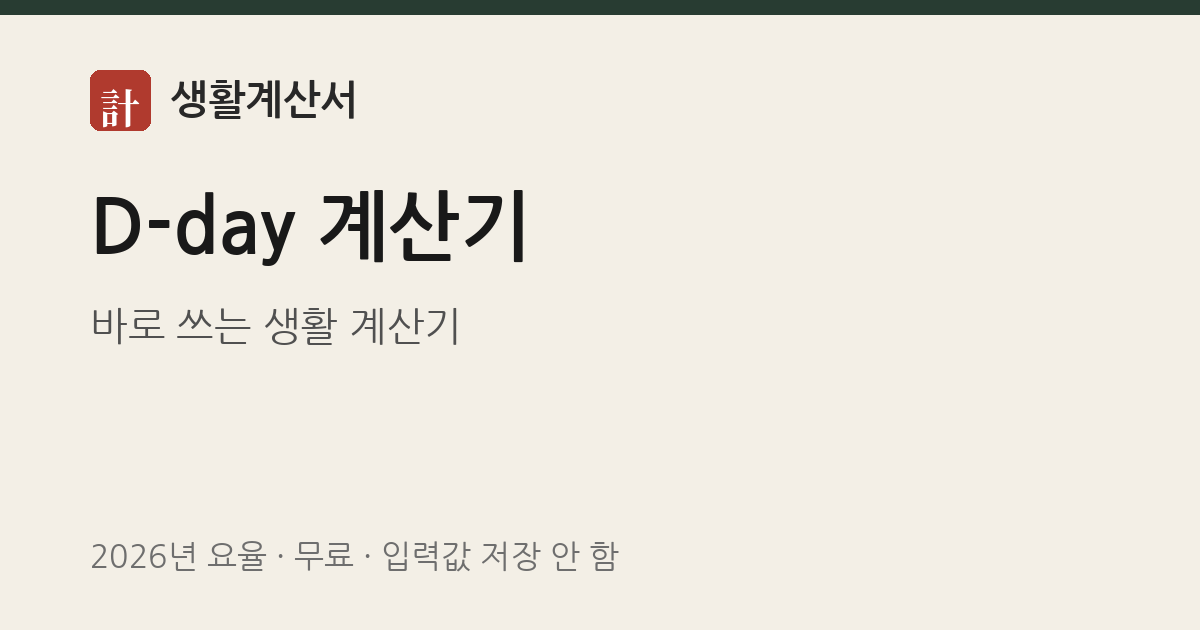 計 생활계산서
D-day 계산기
바로 쓰는 생활 계산기
2026년 요율 · 무료 · 입력값 저장 안 함